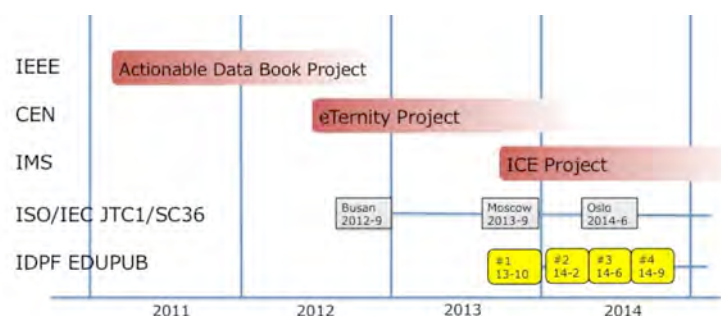 IEEE
Actionable Data Book Project
CEN
eTernity Project
IMS
ICE Project
ISO/IEC JTC1/SC36
Busan
2012-9
Moscow
2013-9
Oslo
2014-6
IDPF EDUPUB
#1
13-10
#2
14-2
#3
14-6
#4
14-9
2011
2012
2013
2014